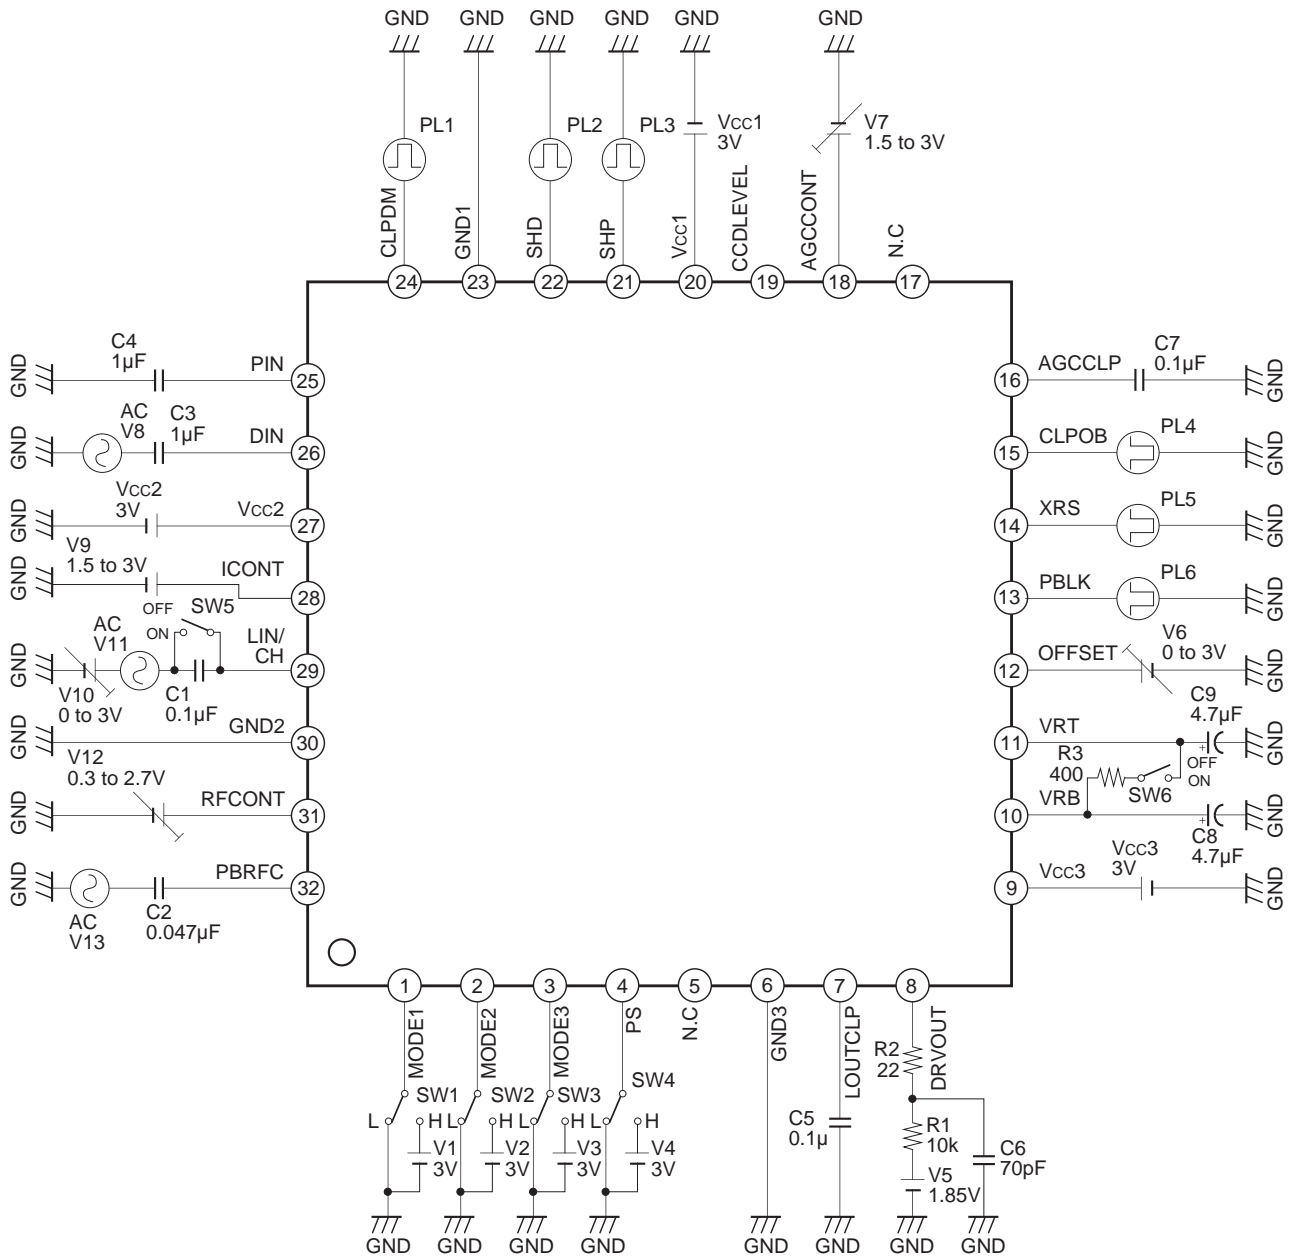 GND GND GND GND GND
PL1 PL2 PL3 Vcc1 V7
3V 1.5 to 3V
CLPDM GND1 SHD SHP Vcc1 CCDLEVEL AGCCONT N.C
24 23 22 21 20 19 18 17
GND C4 PIN 25
1µF
GND AC C3 DIN 26
V8 1µF
GND Vcc2 Vcc2 27
3V
GND V9 ICONT 28
1.5 to 3V
OFF SW5
ON
GND AC LIN/ 29
V11 CH
V10 C1
0 to 3V 0.1µF
GND GND2 30
V12
0.3 to 2.7V
GND RFCONT 31
GND PBRFC 32
AC C2
V13 0.047µF
16 AGCCLP C7 GND
0.1µF
15 CLPOB PL4 GND
14 XRS PL5 GND
13 PBLK PL6 GND
12 OFFSET V6 GND
0 to 3V
C9
4.7µF
11 VRT + GND
R3 OFF
400 SW6 ON
10 VRB + GND
C8
4.7µF
9 Vcc3 Vcc3 GND
3V
1 2 3 4 5 6 7 8
MODE1 MODE2 MODE3 PS N.C GND3 LOUTCLP DRVOUT
SW1 SW2 SW3 SW4
L H L H L H L H
V1 V2 V3 V4
3V 3V 3V 3V
C5
0.1µ
R2
22
R1
10k
V5
1.85V
C6
70pF
GND GND GND GND GND GND GND GND